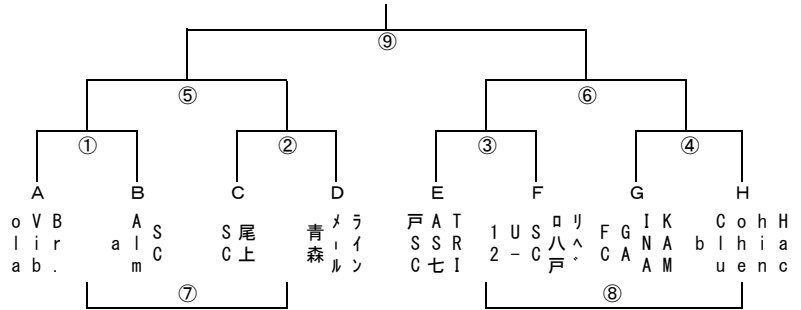 ⑨
⑤
⑥
①
②
③
④
A
B
C
D
E
F
G
H
Br.Vibola
SC Alma
尾上SC
ラインメール青森
TRIAS七戸SC
リベロ八戸SC U-12
KAMINAGA FC
Hachinohe Club
⑦
⑧